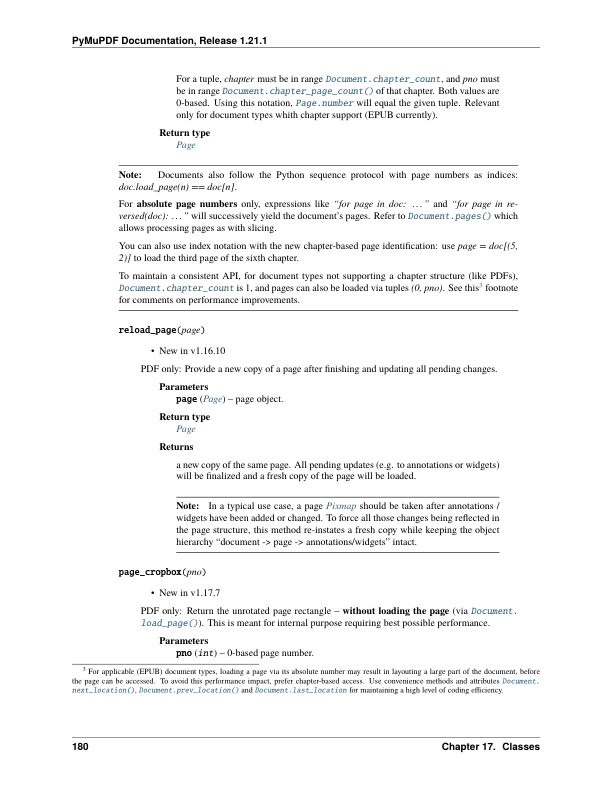 PyMuPDF Documentation, Release 1.21.1
For a tuple, chapter must be in range Document.chapter_count, and pno must
be in range Document.chapter_page_count() of that chapter. Both values are
0-based. Using this notation, Page.number will equal the given tuple. Relevant
only for document types whith chapter support (EPUB currently).
Return type
Page
Note: Documents also follow the Python sequence protocol with page numbers as indices:
doc.load_page(n) == doc[n].
For absolute page numbers only, expressions like “for page in doc: ...” and “for page in re-
versed(doc): ...” will successively yield the document’s pages. Refer to Document.pages() which
allows processing pages as with slicing.
You can also use index notation with the new chapter-based page identification: use page = doc[(5,
2)] to load the third page of the sixth chapter.
To maintain a consistent API, for document types not supporting a chapter structure (like PDFs),
Document.chapter_count is 1, and pages can also be loaded via tuples (0, pno). See this3 footnote
for comments on performance improvements.
reload_page(page)
• New in v1.16.10
PDF only: Provide a new copy of a page after finishing and updating all pending changes.
Parameters
page (Page) – page object.
Return type
Page
Returns
a new copy of the same page. All pending updates (e.g. to annotations or widgets)
will be finalized and a fresh copy of the page will be loaded.
Note: In a typical use case, a page Pixmap should be taken after annotations /
widgets have been added or changed. To force all those changes being reflected in
the page structure, this method re-instates a fresh copy while keeping the object
hierarchy “document -> page -> annotations/widgets” intact.
page_cropbox(pno)
• New in v1.17.7
PDF only: Return the unrotated page rectangle – without loading the page (via Document.
load_page()). This is meant for internal purpose requiring best possible performance.
Parameters
pno (int) – 0-based page number.
3 For applicable (EPUB) document types, loading a page via its absolute number may result in layouting a large part of the document, before
the page can be accessed. To avoid this performance impact, prefer chapter-based access. Use convenience methods and attributes Document.
next_location(), Document.prev_location() and Document.last_location for maintaining a high level of coding efficiency.
180
Chapter 17. Classes